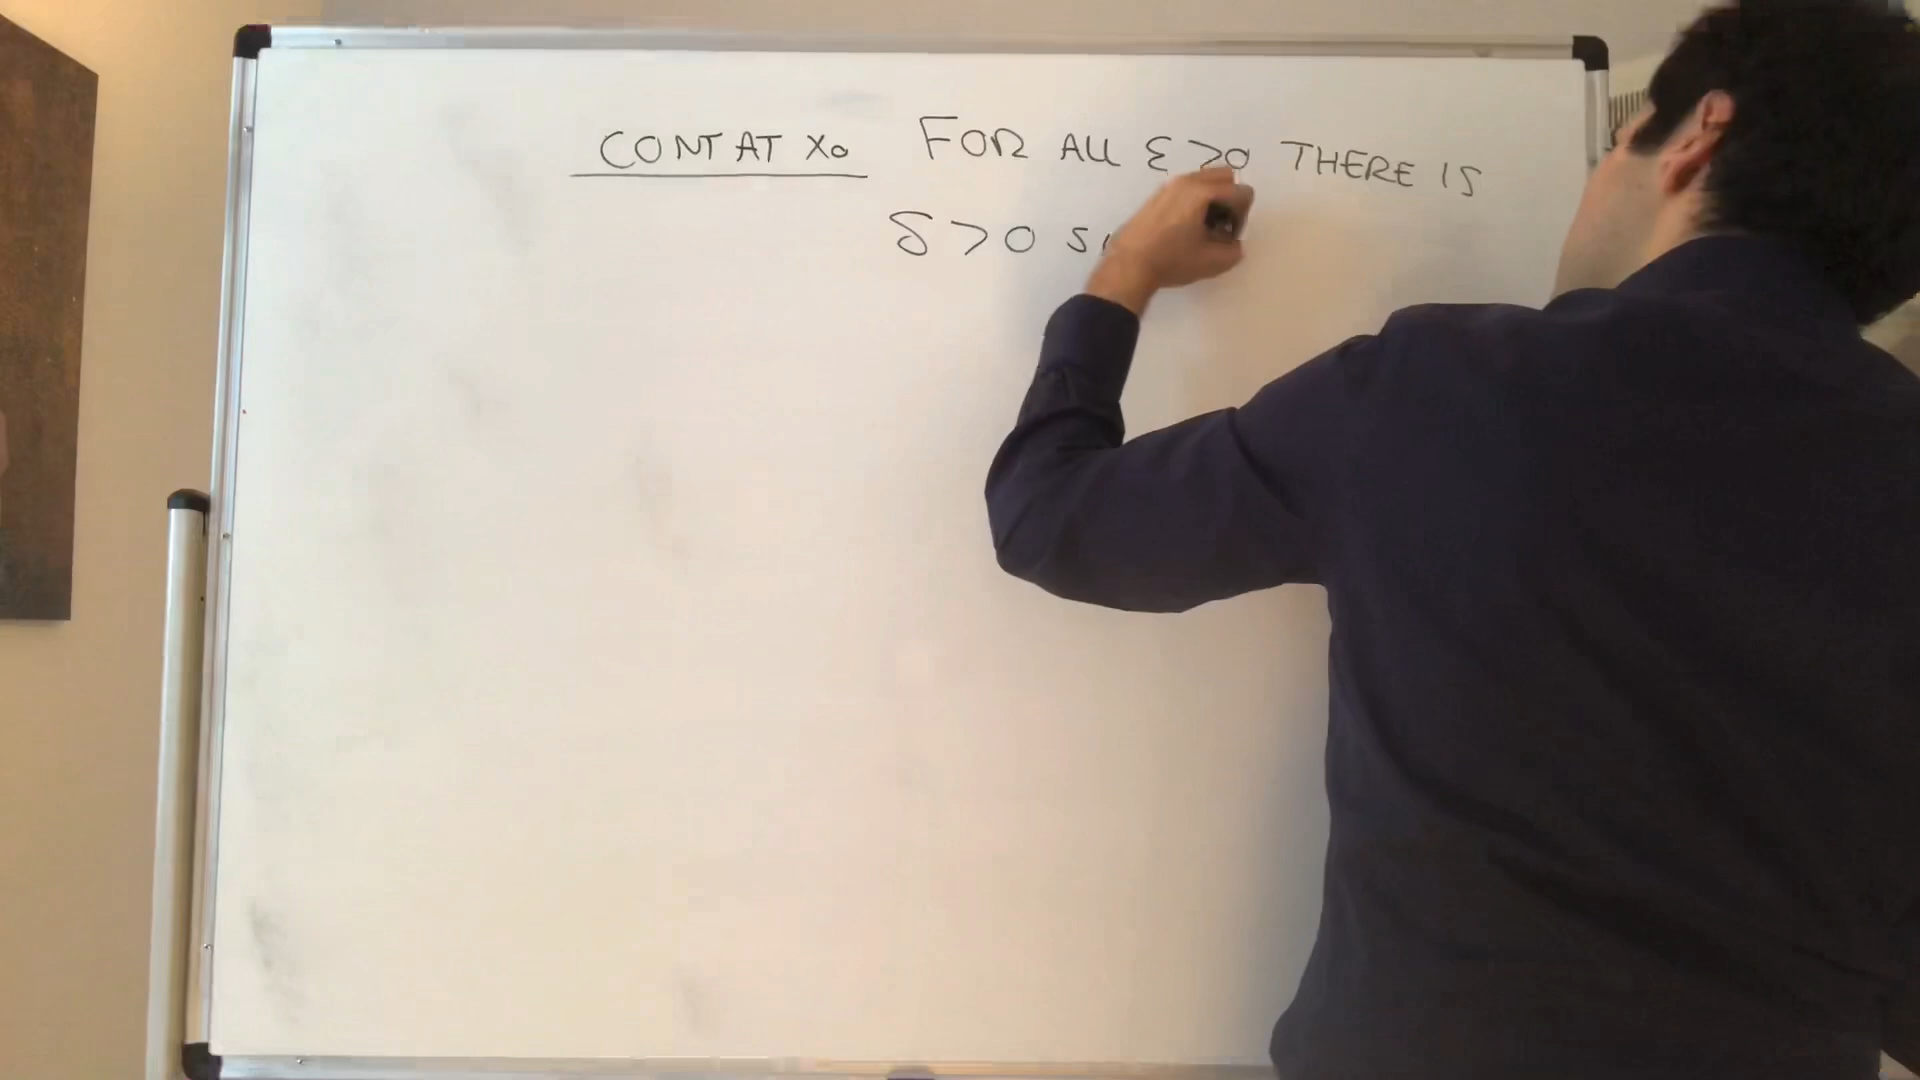 CONT AT x₀ FOR ALL ε>0 THERE IS
δ>0